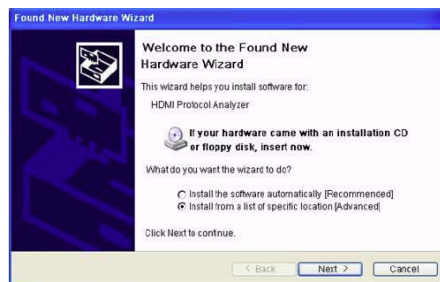 Found New Hardware Wizard
Welcome to the Found New
Hardware Wizard
This wizard helps you install software for:
HDMI Protocol Analyzer
If your hardware came with an installation CD
or floppy disk, insert now.
What do you want the wizard to do?
Install the software automatically [Recommended]
Install from a list of specific location [Advanced]
Click Next to continue.
< Back
Next >
Cancel